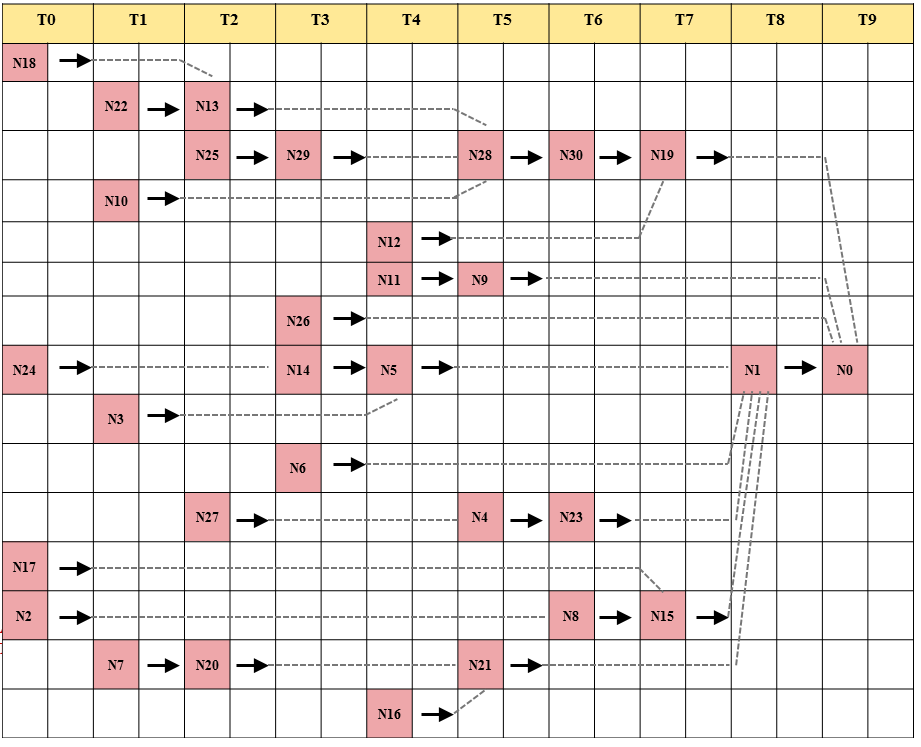 T0 T1 T2 T3 T4 T5 T6 T7 T8 T9
N18
N22 N13
N25 N29 N28 N30 N19
N10
N12
N11 N9
N26
N24 N14 N5 N1 N0
N3
N6
N27 N4 N23
N17
N2 N8 N15
N7 N20 N21
N16